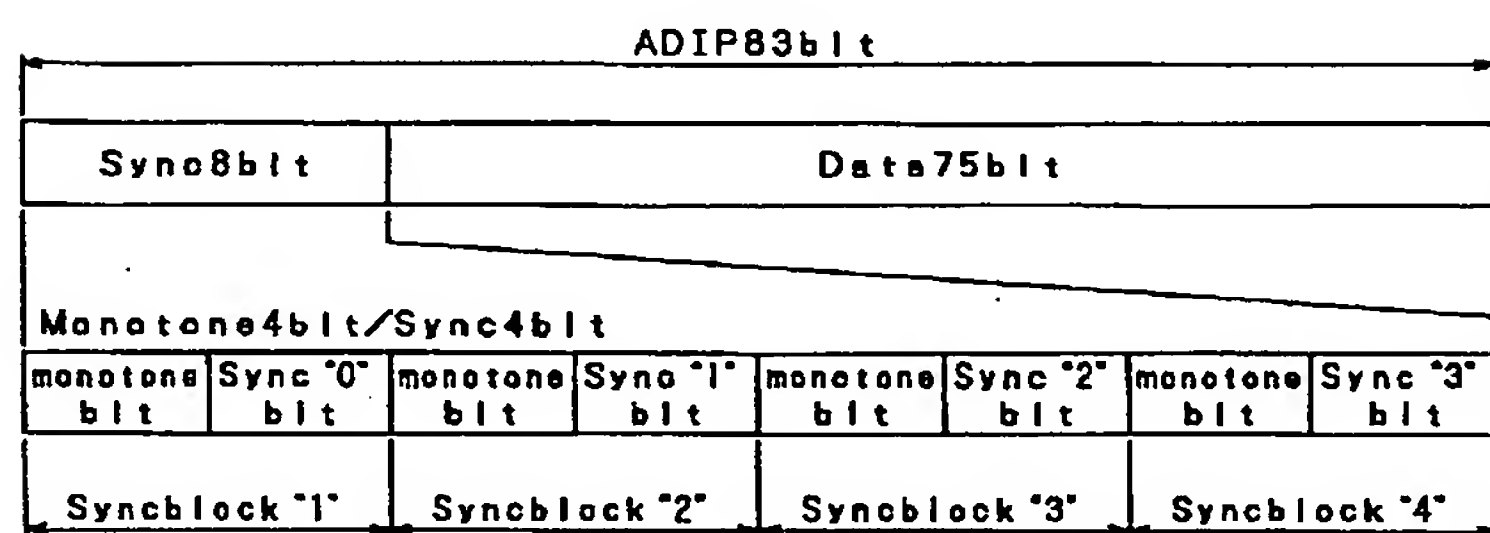 ADIP83bit
Sync8bit Data75bit
Monotone4bit/Sync4bit
monotone Sync "0" monotone Sync "1" monotone Sync "2" monotone Sync "3"
bit bit bit bit bit bit bit bit
Syncblock "1" Syncblock "2" Syncblock "3" Syncblock "4"